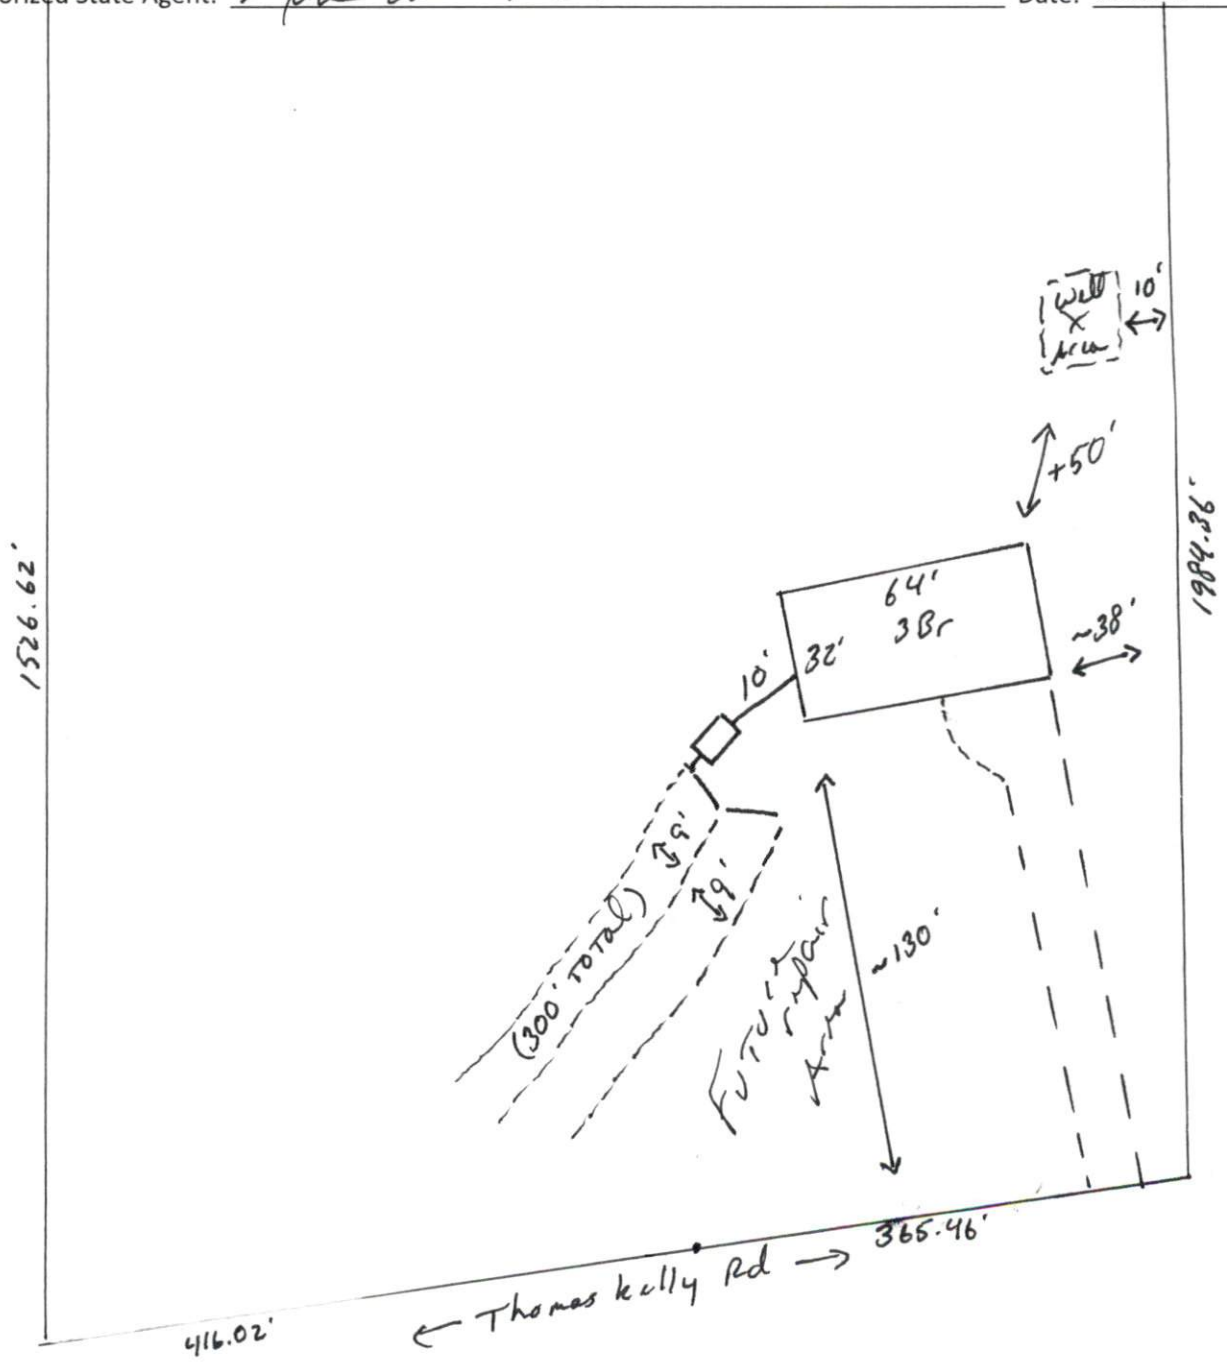 orized State Agent:
Date:
Well
X
Area
10'
+50'
1526.62'
1984.36'
64'
3Br
32'
~38'
10'
9'
9'
(300' TOTAL)
Future
repair
Area
~130'
365.46'
← Thomas Kelly Rd →
416.02'